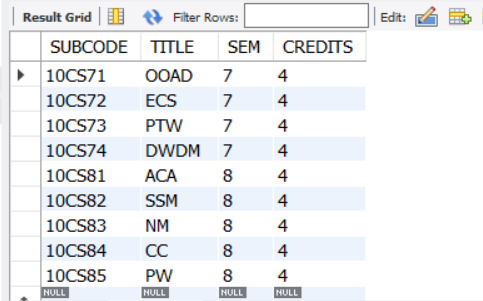 Result Grid Filter Rows: Edit:
SUBCODE TITLE SEM CREDITS
10CS71 OOAD 7 4
10CS72 ECS 7 4
10CS73 PTW 7 4
10CS74 DWDM 7 4
10CS81 ACA 8 4
10CS82 SSM 8 4
10CS83 NM 8 4
10CS84 CC 8 4
10CS85 PW 8 4
NULL NULL NULL NULL